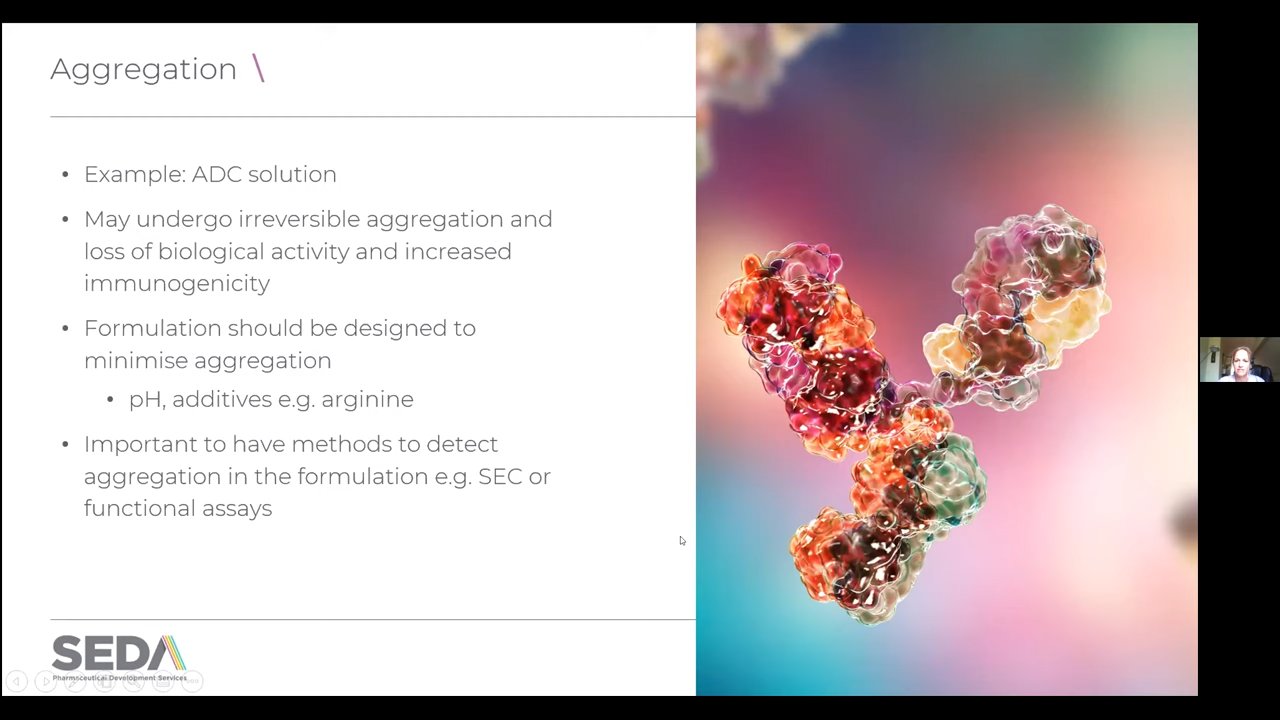 Aggregation \
• Example: ADC solution
• May undergo irreversible aggregation and
loss of biological activity and increased
immunogenicity
• Formulation should be designed to
minimise aggregation
• pH, additives e.g. arginine
• Important to have methods to detect
aggregation in the formulation e.g. SEC or
functional assays
SEDA
Pharmaceutical Development Services